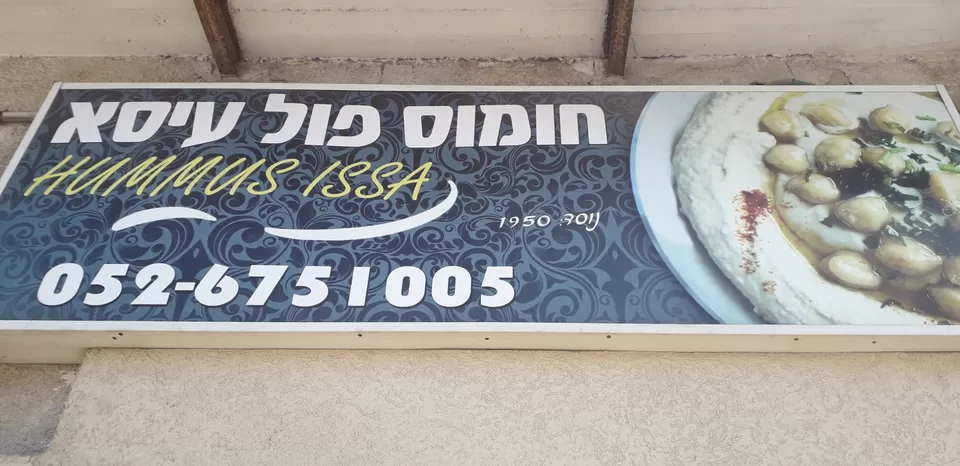 חומוס פול עיסא
HUMMUS ISSA
נוסד 1950
052-6751005